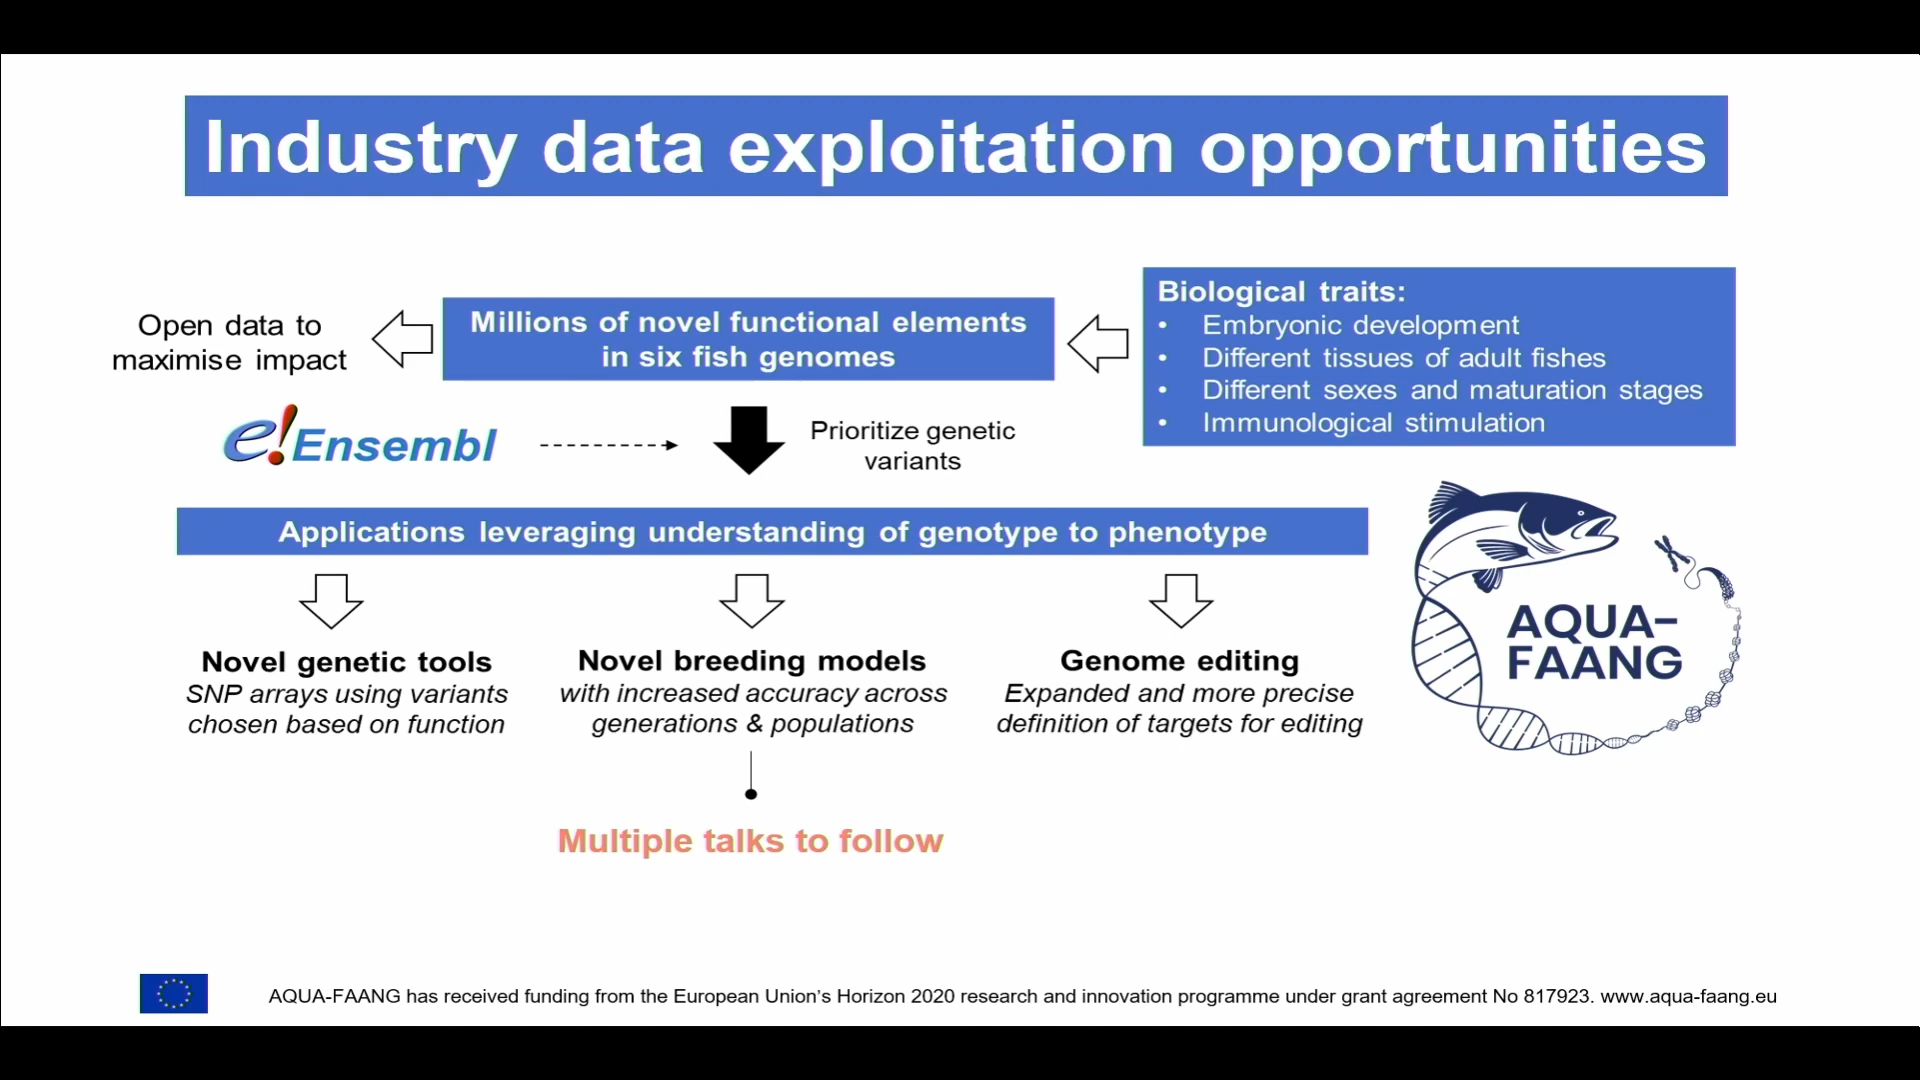 Industry data exploitation opportunities
Open data to
maximise impact
Millions of novel functional elements
in six fish genomes
Biological traits:
• Embryonic development
• Different tissues of adult fishes
• Different sexes and maturation stages
• Immunological stimulation
e!Ensembl
Prioritize genetic
variants
Applications leveraging understanding of genotype to phenotype
Novel genetic tools
SNP arrays using variants
chosen based on function
Novel breeding models
with increased accuracy across
generations & populations
Genome editing
Expanded and more precise
definition of targets for editing
AQUA-
FAANG
Multiple talks to follow
AQUA-FAANG has received funding from the European Union’s Horizon 2020 research and innovation programme under grant agreement No 817923. www.aqua-faang.eu